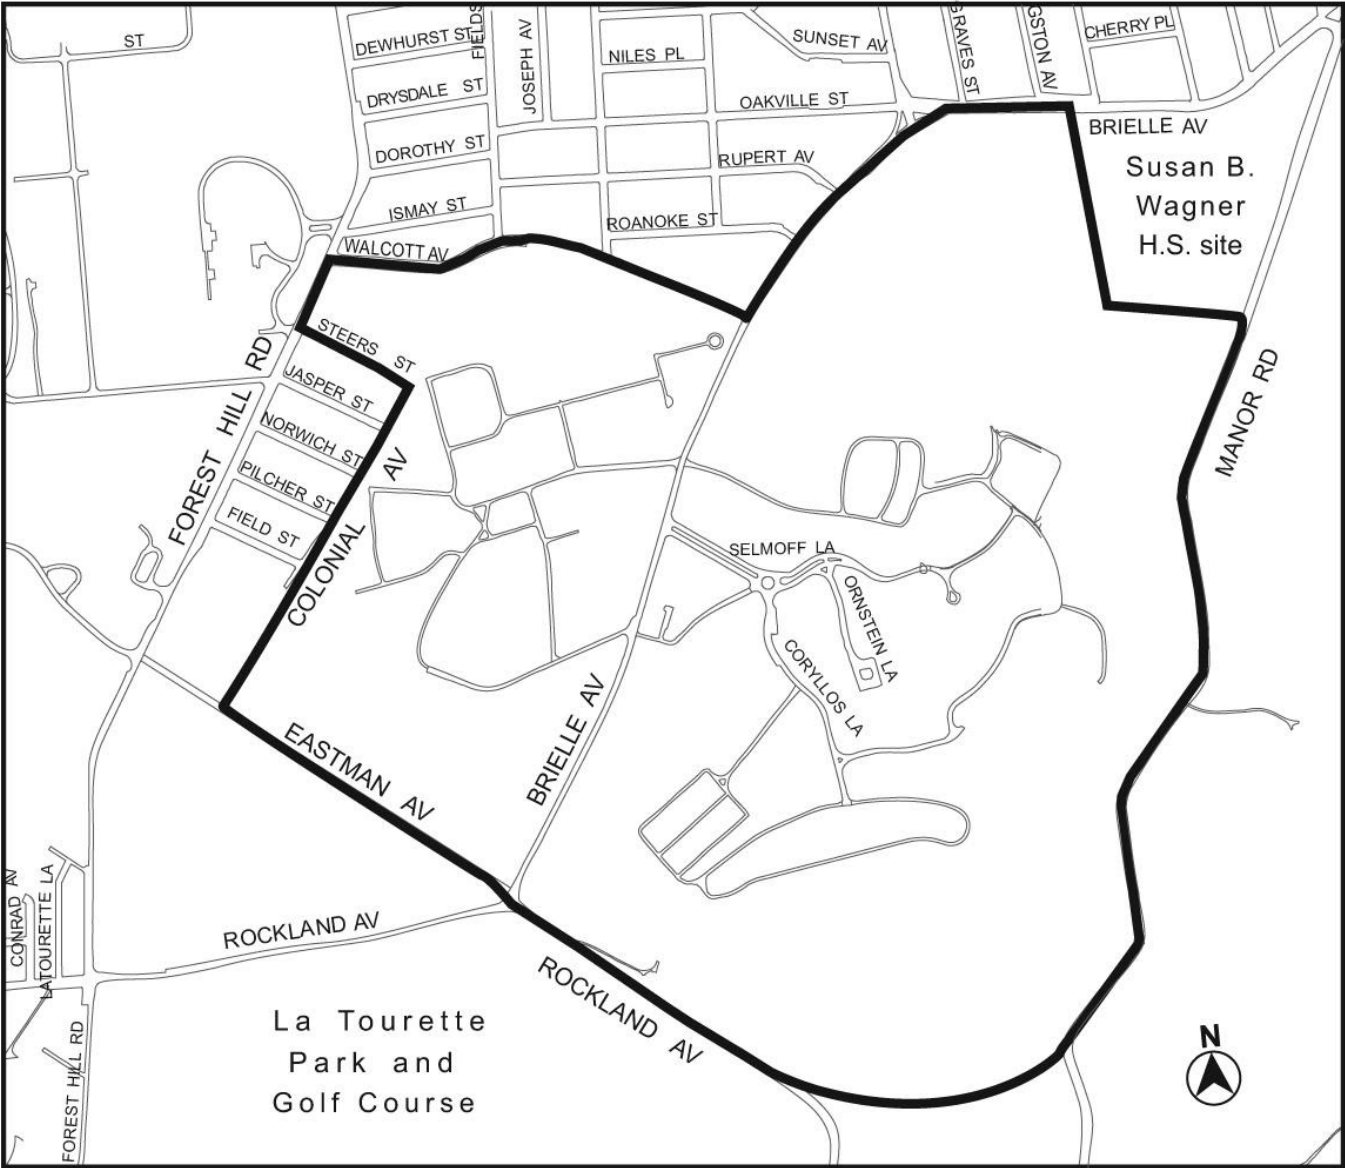 ST
DEWHURST ST
FIELDS
JOSEPH AV
NILES PL
SUNSET AV
GRAVES ST
GSTON AV
CHERRY PL
DRYSDALE ST
OAKVILLE ST
BRIELLE AV
DOROTHY ST
RUPERT AV
Susan B.
Wagner
H.S. site
ISMAY ST
ROANOKE ST
WALCOTT AV
STEERS ST
FOREST HILL RD
JASPER ST
MANOR RD
NORWICH ST
PILCHER ST
FIELD ST
COLONIAL AV
SELMOFF LA
ORNSTEIN LA
CORYLLOS LA
EASTMAN AV
BRIELLE AV
CONRAD AV
LATOURETTE LA
ROCKLAND AV
ROCKLAND AV
La Tourette
Park and
Golf Course
FOREST HILL RD
N